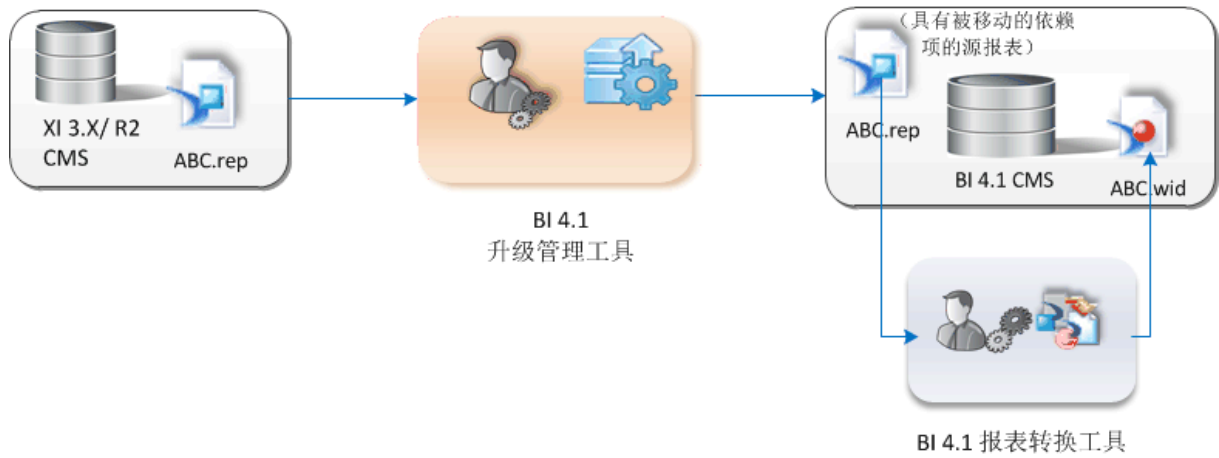 XI 3.X/ R2
CMS
ABC.rep
BI 4.1
升级管理工具
（具有被移动的依赖
项的源报表）
ABC.rep
BI 4.1 CMS
ABC.wid
BI 4.1 报表转换工具